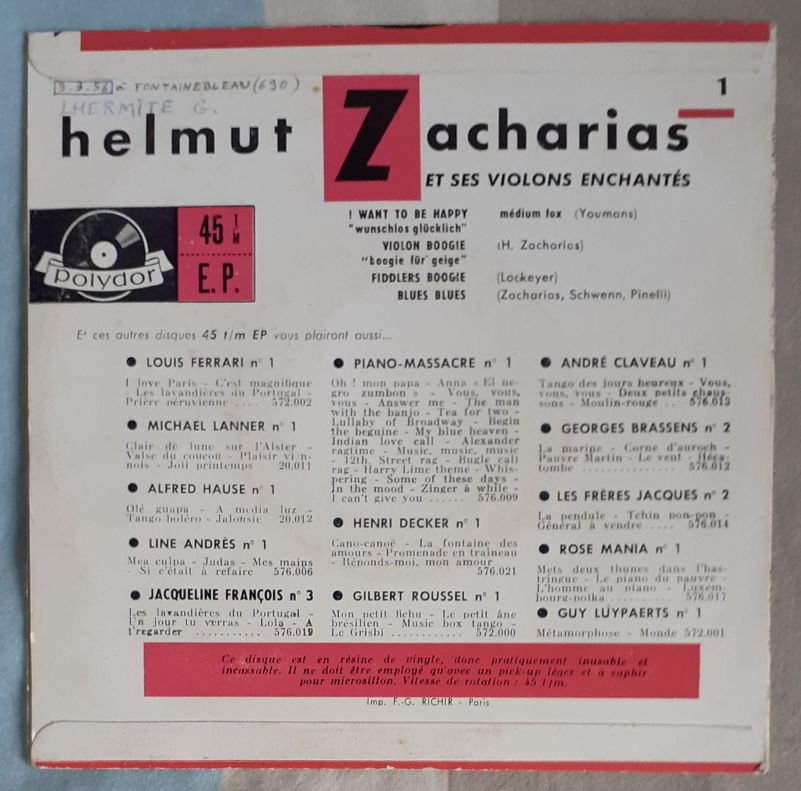 9-3-56 à FONTAINEBLEAU (690)
LHERMITE G.
1
helmut Zacharias
ET SES VIOLONS ENCHANTÉS
I WANT TO BE HAPPY médium fox (Youmans)
"wunschlos glücklich"
VIOLON BOOGIE (H. Zacharias)
"boogie für geige"
FIDDLERS BOOGIE (Lockeyer)
BLUES BLUES (Zacharias, Schwenn, Pinelli)
polydor
45 T/M
E.P.
Et ces autres disques 45 t/m EP vous plairont aussi...
● LOUIS FERRARI n° 1
I love Paris - C'est magnifique
- Les lavandières du Portugal -
Prière péruvienne .... 572.002
● MICHAEL LANNER n° 1
Clair de lune sur l'Alster -
Valse du coucou - Plaisir vi n-
nois - Joli printemps 20.011
● ALFRED HAUSE n° 1
Olé guapa - A media luz -
Tango boléro - Jalousie 20.012
● LINE ANDRÈS n° 1
Mea culpa - Judas - Mes mains
- Si c'était à refaire 576.006
● JACQUELINE FRANÇOIS n° 3
Les lavandières du Portugal -
Un jour tu verras - Lola - A
t'regarder ........... 576.019
● PIANO-MASSACRE n° 1
Oh ! mon papa - Anna « El ne-
gro zumbon » - Vous, vous,
vous - Answer me - The man
with the banjo - Tea for two -
Lullaby of Broadway - Begin
the beguine - My blue heaven -
Indian love call - Alexander
ragtime - Music, music, music
- 12th. Street rag - Bugle call
rag - Harry Lime theme - Whis-
pering - Some of these days -
In the mood - Zinger à while -
I can't give you ...... 576.009
● HENRI DECKER n° 1
Cano-canoë - La fontaine des
amours - Promenade en traineau
- Réponds-moi, mon amour
576.021
● GILBERT ROUSSEL n° 1
Mon petit fichu - Le petit âne
brésilien - Music box tango -
Le Grisbi ............ 572.000
● ANDRÉ CLAVEAU n° 1
Tango des jours heureux - Vous,
vous, vous - Deux petits chaus-
sons - Moulin-rouge .. 576.013
● GEORGES BRASSENS n° 2
La marine - Corne d'auroch -
Pauvre Martin - Le vent - Héca-
tombe ............... 576.012
● LES FRÈRES JACQUES n° 2
La pendule - Tchin pon-pon -
Général à vendre .... 576.014
● ROSE MANIA n° 1
Mets deux thunes dans l'bas-
tringue - Le piano du pauvre -
L'homme au piano - Luxem-
bourg-polka .......... 576.017
● GUY LUYPAERTS n° 1
Métamorphose - Monde 572.001
Ce disque est en résine de vinyle, donc pratiquement inusable et
incassable. Il ne doit être employé qu'avec un pick-up léger et à saphir
pour microsillon. Vitesse de rotation : 45 t/m.
Imp. F.-G. RICHIR - Paris